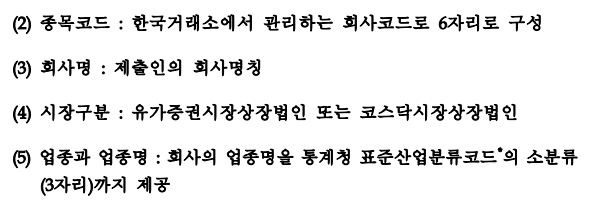 (2) 종목코드 : 한국거래소에서 관리하는 회사코드로 6자리로 구성
(3) 회사명 : 제출인의 회사명칭
(4) 시장구분 : 유가증권시장상장법인 또는 코스닥시장상장법인
(5) 업종과 업종명 : 회사의 업종명을 통계청 표준산업분류코드*의 소분류
(3자리)까지 제공